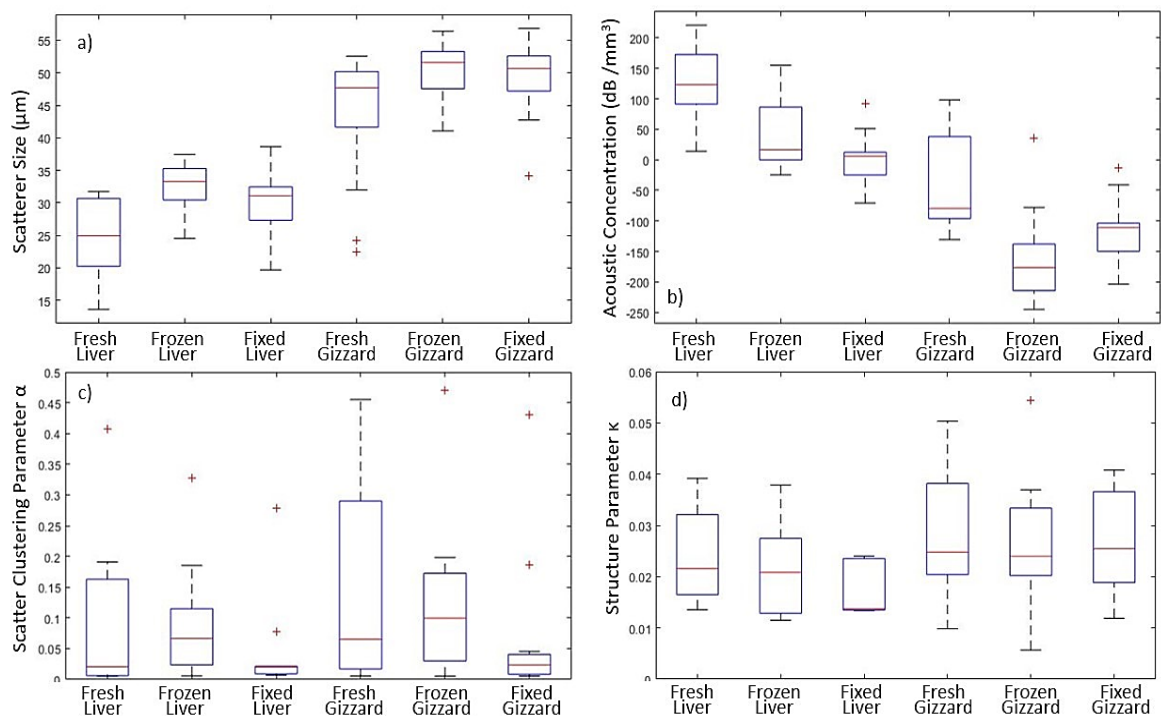 a)
Scatterer Size (μm)
55
50
45
40
35
30
25
20
15
Fresh Liver
Frozen Liver
Fixed Liver
Fresh Gizzard
Frozen Gizzard
Fixed Gizzard
b)
Acoustic Concentration (dB /mm³)
200
150
100
50
0
-50
-100
-150
-200
-250
Fresh Liver
Frozen Liver
Fixed Liver
Fresh Gizzard
Frozen Gizzard
Fixed Gizzard
c)
Scatter Clustering Parameter α
0.5
0.45
0.4
0.35
0.3
0.25
0.2
0.15
0.1
0.05
0
Fresh Liver
Frozen Liver
Fixed Liver
Fresh Gizzard
Frozen Gizzard
Fixed Gizzard
d)
Structure Parameter κ
0.06
0.05
0.04
0.03
0.02
0.01
0.00
Fresh Liver
Frozen Liver
Fixed Liver
Fresh Gizzard
Frozen Gizzard
Fixed Gizzard